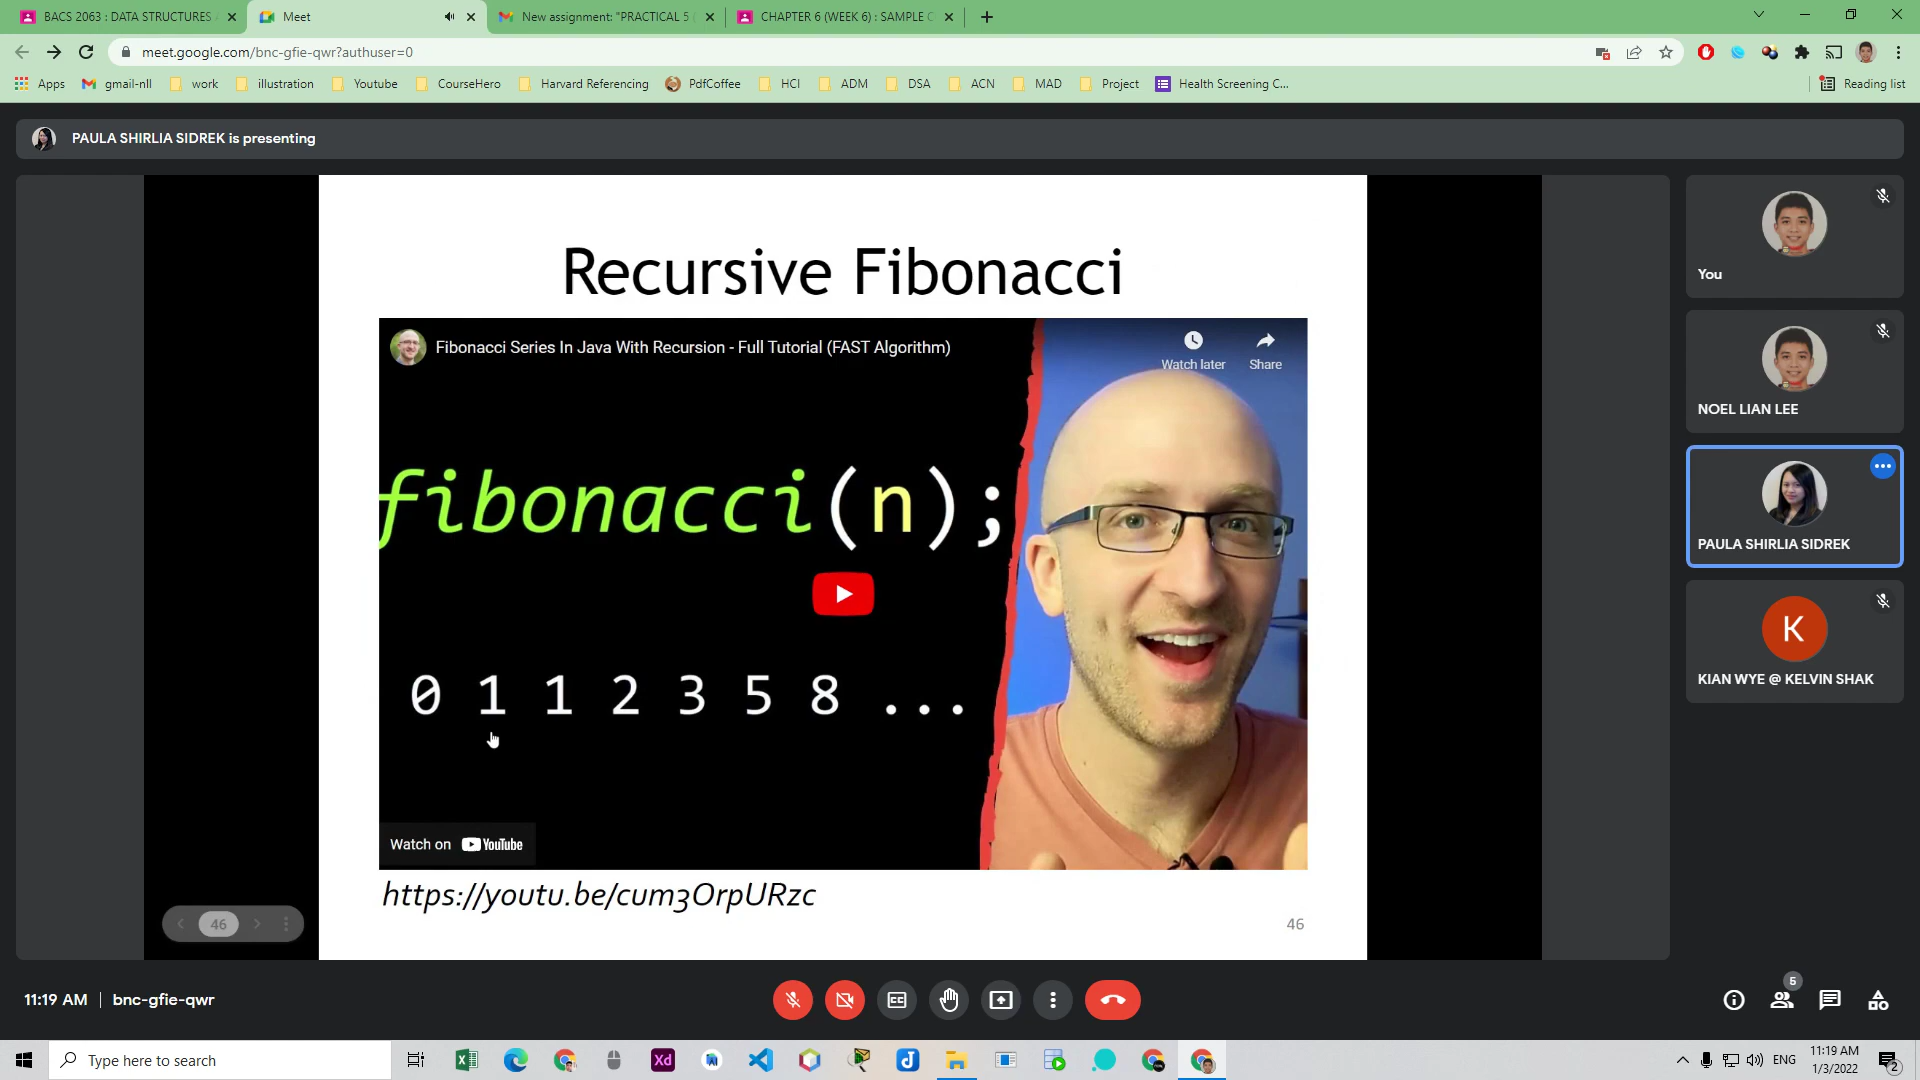 BACS 2063 : DATA STRUCTURES
Meet
New assignment: "PRACTICAL 5
CHAPTER 6 (WEEK 6) : SAMPLE C
meet.google.com/bnc-gfie-qwr?authuser=0
Apps
gmail-nll
work
illustration
Youtube
CourseHero
Harvard Referencing
PdfCoffee
HCI
ADM
DSA
ACN
MAD
Project
Health Screening C...
Reading list
PAULA SHIRLIA SIDREK is presenting
Recursive Fibonacci
Fibonacci Series In Java With Recursion - Full Tutorial (FAST Algorithm)
Watch later
Share
fibonacci(n);
0 1 1 2 3 5 8 ...
Watch on YouTube
https://youtu.be/cum3OrpURzc
46
46
You
NOEL LIAN LEE
PAULA SHIRLIA SIDREK
K
KIAN WYE @ KELVIN SHAK
11:19 AM | bnc-gfie-qwr
5
Type here to search
Xd
ENG
11:19 AM
1/3/2022
2